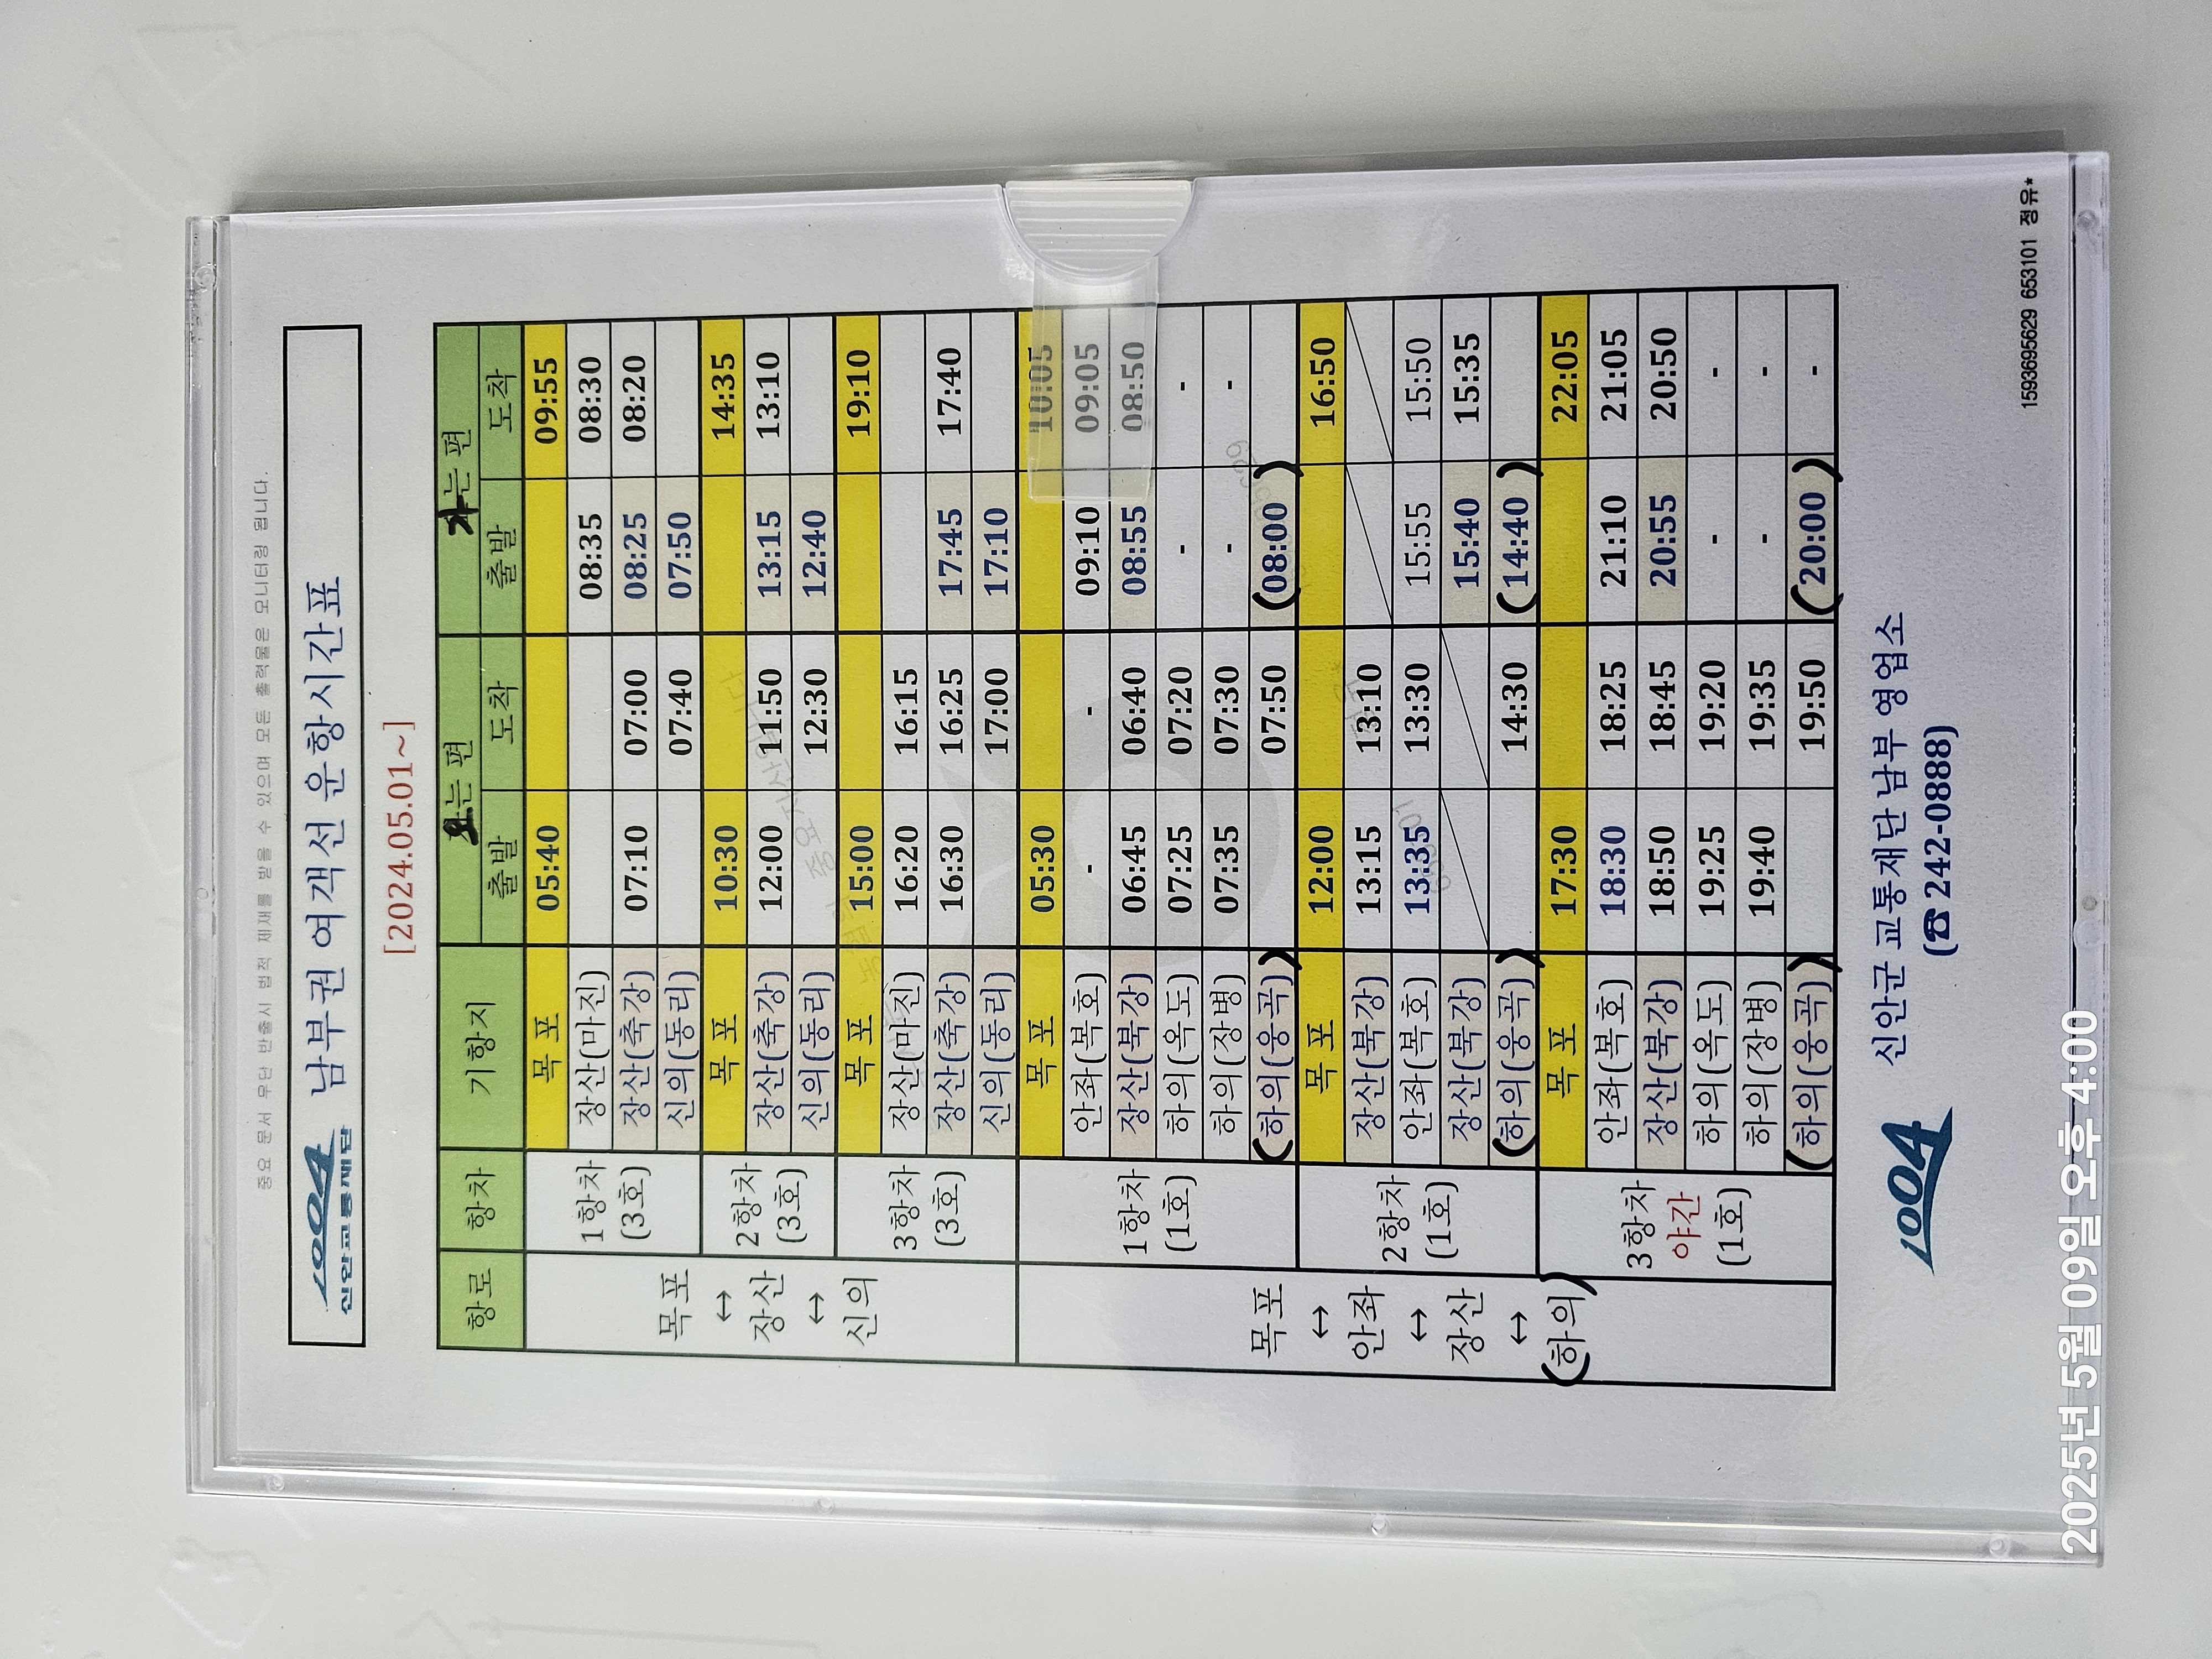 중요 문서 무단 반출시 법적 제재를 받을 수 있으며 모든 출력물은 모니터링 됩니다.
1004 신안교통재단 남부권 여객선 운항시간표
[2024.05.01~]
항로 항차 기항지 오는 편 가는 편
출발 도착 출발 도착
목포 ↔ 장산 ↔ 신의
1항차 (3호)
목 포 05:40 09:55
장산(마진) 08:35 08:30
장산(축강) 07:10 07:00 08:25 08:20
신의(동리) 07:40 07:50
2항차 (3호)
목 포 10:30 14:35
장산(축강) 12:00 11:50 13:15 13:10
신의(동리) 12:30 12:40
3항차 (3호)
목 포 15:00 19:10
장산(마진) 16:20 16:15
장산(축강) 16:30 16:25 17:45 17:40
신의(동리) 17:00 17:10
목포 ↔ 안좌 ↔ 장산 ↔ (하의)
1항차 (1호)
목 포 05:30 10:05
안좌(복호) - - 09:10 09:05
장산(북강) 06:45 06:40 08:55 08:50
하의(옥도) 07:25 07:20 - -
하의(장병) 07:35 07:30 - -
(하의(웅곡)) 07:50 (08:00)
2항차 (1호)
목 포 12:00 16:50
장산(북강) 13:15 13:10
안좌(복호) 13:35 13:30 15:55 15:50
장산(북강) 15:40 15:35
(하의(웅곡)) 14:30 (14:40)
3항차 야간 (1호)
목 포 17:30 22:05
안좌(복호) 18:30 18:25 21:10 21:05
장산(북강) 18:50 18:45 20:55 20:50
하의(옥도) 19:25 19:20 - -
하의(장병) 19:40 19:35 - -
(하의(웅곡)) 19:50 (20:00) -
1004 신안군 교통재단 남부 영업소
(☎ 242-0888)
1593695629 653101 정유*
2025년 5월 09일 오후 4:00